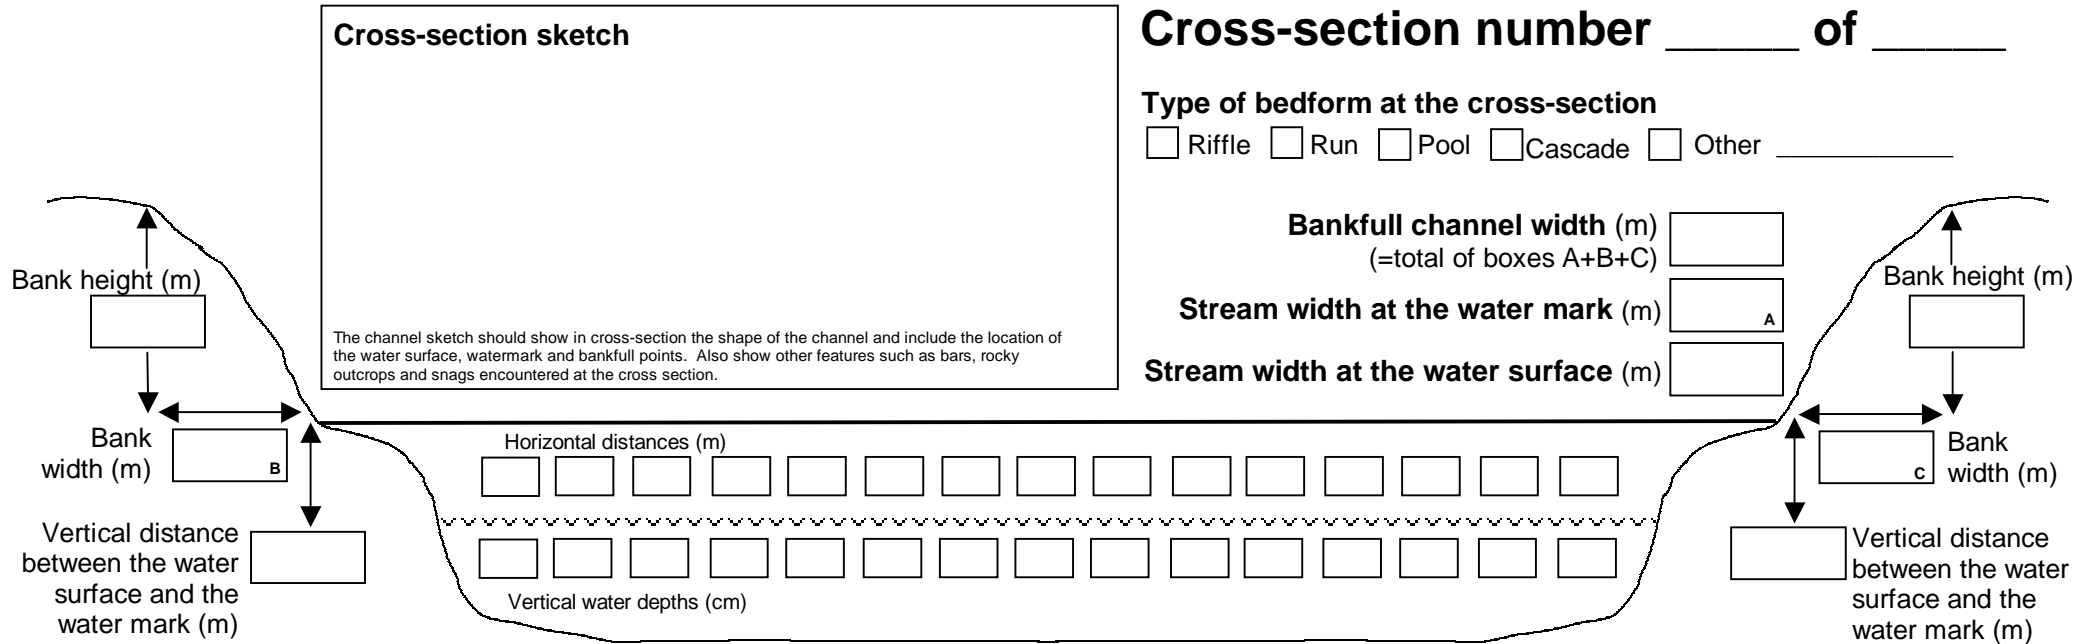 Cross-section sketch
The channel sketch should show in cross-section the shape of the channel and include the location of
the water surface, watermark and bankfull points.  Also show other features such as bars, rocky
outcrops and snags encountered at the cross section.
Cross-section number _____ of _____
Type of bedform at the cross-section
Riffle Run Pool Cascade Other ____________
Bankfull channel width (m)
(=total of boxes A+B+C)
Stream width at the water mark (m) A
Stream width at the water surface (m)
Bank height (m)
Bank
width (m) B
Vertical distance
between the water
surface and the
water mark (m)
Horizontal distances (m)
Vertical water depths (cm)
Bank height (m)
C Bank
width (m)
Vertical distance
between the water
surface and the
water mark (m)